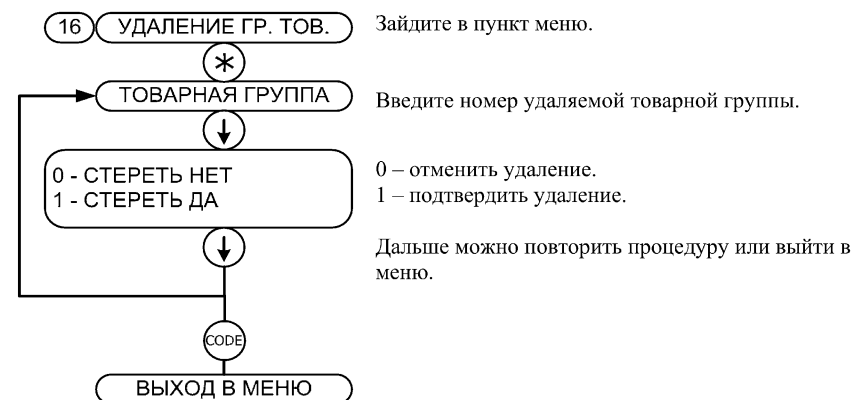 16 УДАЛЕНИЕ ГР. ТОВ.
Зайдите в пункт меню.
*
ТОВАРНАЯ ГРУППА
Введите номер удаляемой товарной группы.
↓
0 - СТЕРЕТЬ НЕТ
1 - СТЕРЕТЬ ДА
0 – отменить удаление.
1 – подтвердить удаление.
↓
Дальше можно повторить процедуру или выйти в
меню.
CODE
ВЫХОД В МЕНЮ